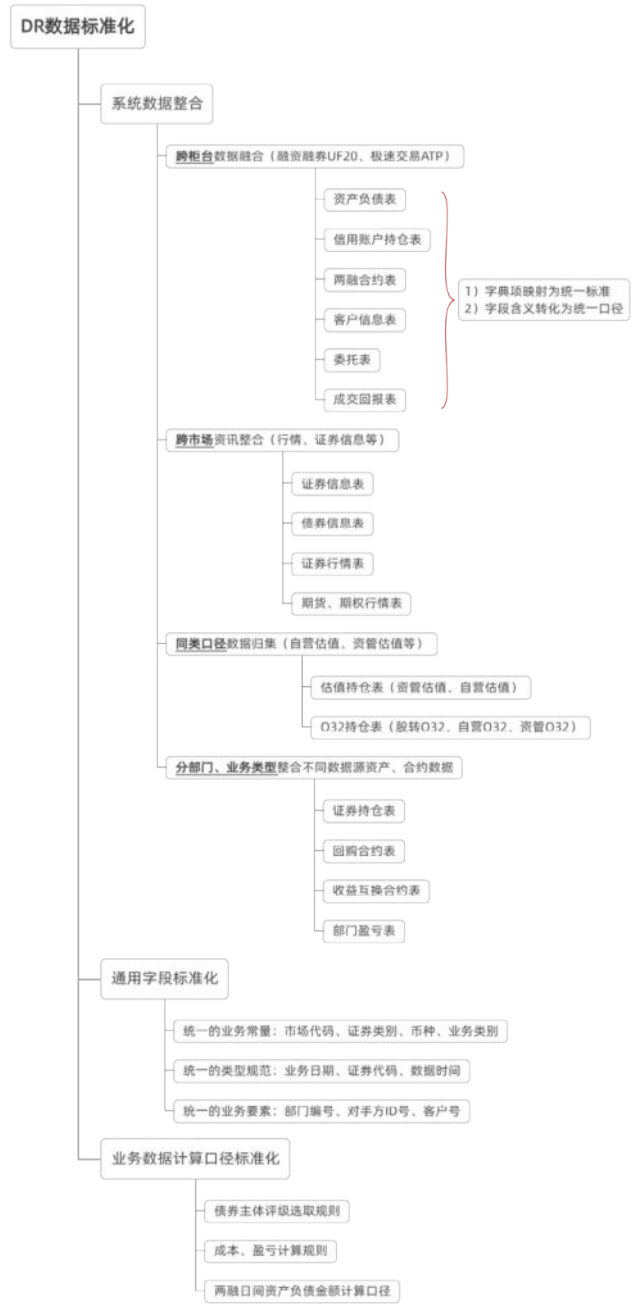 DR数据标准化
系统数据整合
跨柜台数据融合（融资融券UF20、极速交易ATP）
资产负债表
信用账户持仓表
两融合约表
客户信息表
委托表
成交回报表
1）字典项映射为统一标准
2）字段含义转化为统一口径
跨市场资讯整合（行情、证券信息等）
证券信息表
债券信息表
证券行情表
期货、期权行情表
同类口径数据归集（自营估值、资管估值等）
估值持仓表（资管估值、自营估值）
O32持仓表（股转O32、自营O32、资管O32）
分部门、业务类型整合不同数据源资产、合约数据
证券持仓表
回购合约表
收益互换合约表
部门盈亏表
通用字段标准化
统一的业务常量：市场代码、证券类别、币种、业务类别
统一的类型规范：业务日期、证券代码、数据时间
统一的业务要素：部门编号、对手方ID号、客户号
业务数据计算口径标准化
债券主体评级选取规则
成本、盈亏计算规则
两融日间资产负债金额计算口径